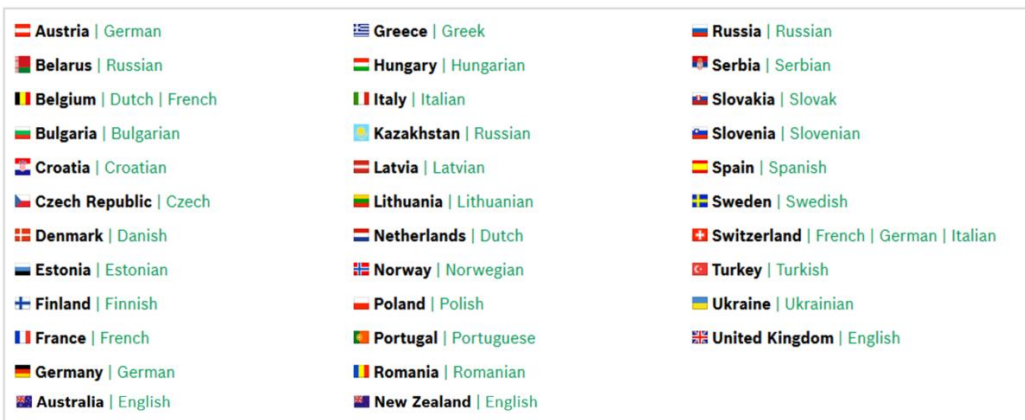 Austria | German
Belarus | Russian
Belgium | Dutch | French
Bulgaria | Bulgarian
Croatia | Croatian
Czech Republic | Czech
Denmark | Danish
Estonia | Estonian
Finland | Finnish
France | French
Germany | German
Australia | English
Greece | Greek
Hungary | Hungarian
Italy | Italian
Kazakhstan | Russian
Latvia | Latvian
Lithuania | Lithuanian
Netherlands | Dutch
Norway | Norwegian
Poland | Polish
Portugal | Portuguese
Romania | Romanian
New Zealand | English
Russia | Russian
Serbia | Serbian
Slovakia | Slovak
Slovenia | Slovenian
Spain | Spanish
Sweden | Swedish
Switzerland | French | German | Italian
Turkey | Turkish
Ukraine | Ukrainian
United Kingdom | English